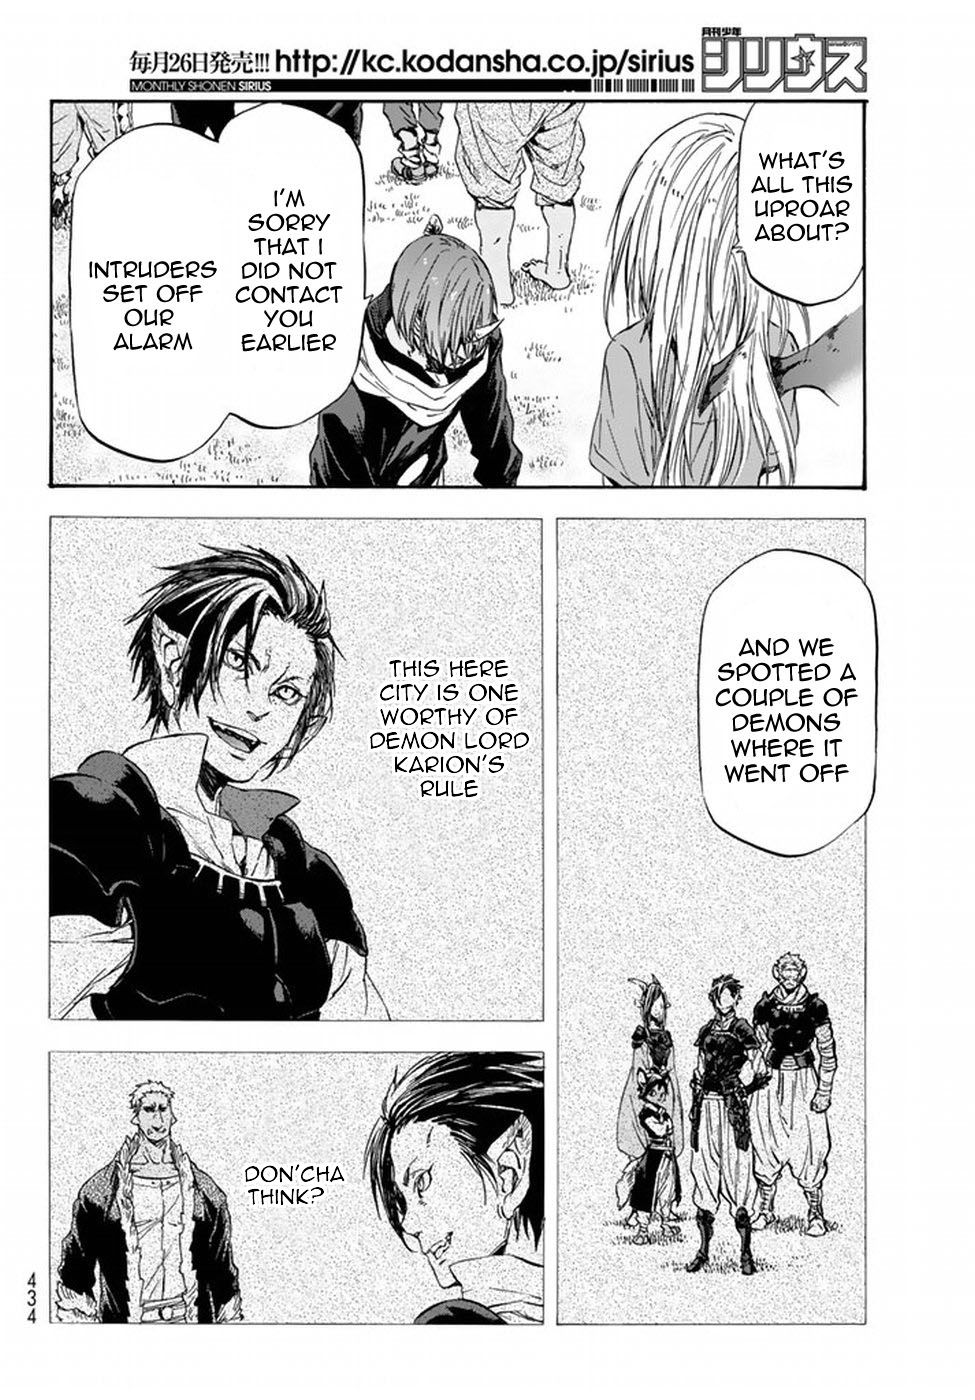 毎月26日発売!!! http://kc.kodansha.co.jp/sirius
MONTHLY SHONEN SIRIUS
月刊少年
シリウス
WHAT'S
ALL THIS
UPROAR
ABOUT?
I'M
SORRY
THAT I
DID NOT
CONTACT
YOU
EARLIER
INTRUDERS
SET OFF
OUR
ALARM
AND WE
SPOTTED A
COUPLE OF
DEMONS
WHERE IT
WENT OFF
THIS HERE
CITY IS ONE
WORTHY OF
DEMON LORD
KARION'S
RULE
DON'CHA
THINK?
434